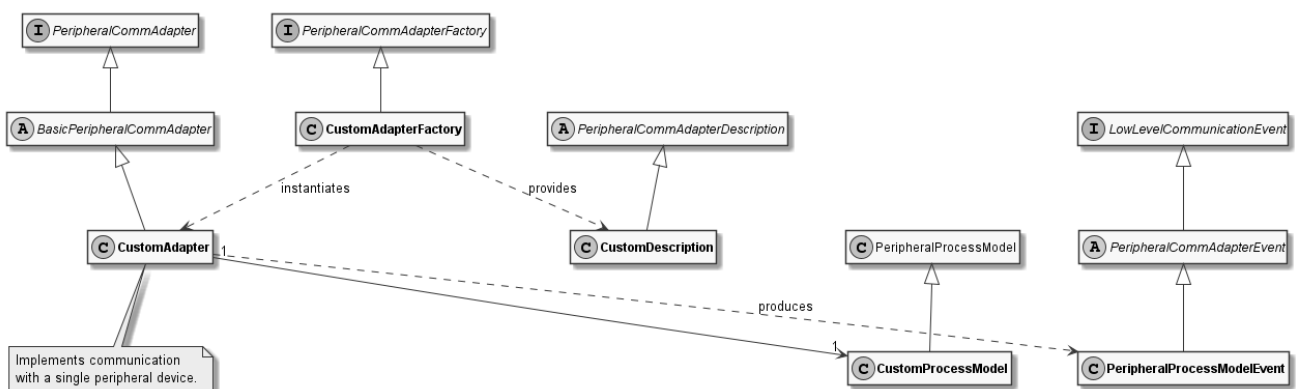 I PeripheralCommAdapter
I PeripheralCommAdapterFactory
A BasicPeripheralCommAdapter
C CustomAdapterFactory
A PeripheralCommAdapterDescription
I LowLevelCommunicationEvent
instantiates
provides
C CustomAdapter
1
C CustomDescription
C PeripheralProcessModel
A PeripheralCommAdapterEvent
produces
1
Implements communication
with a single peripheral device.
C CustomProcessModel
C PeripheralProcessModelEvent